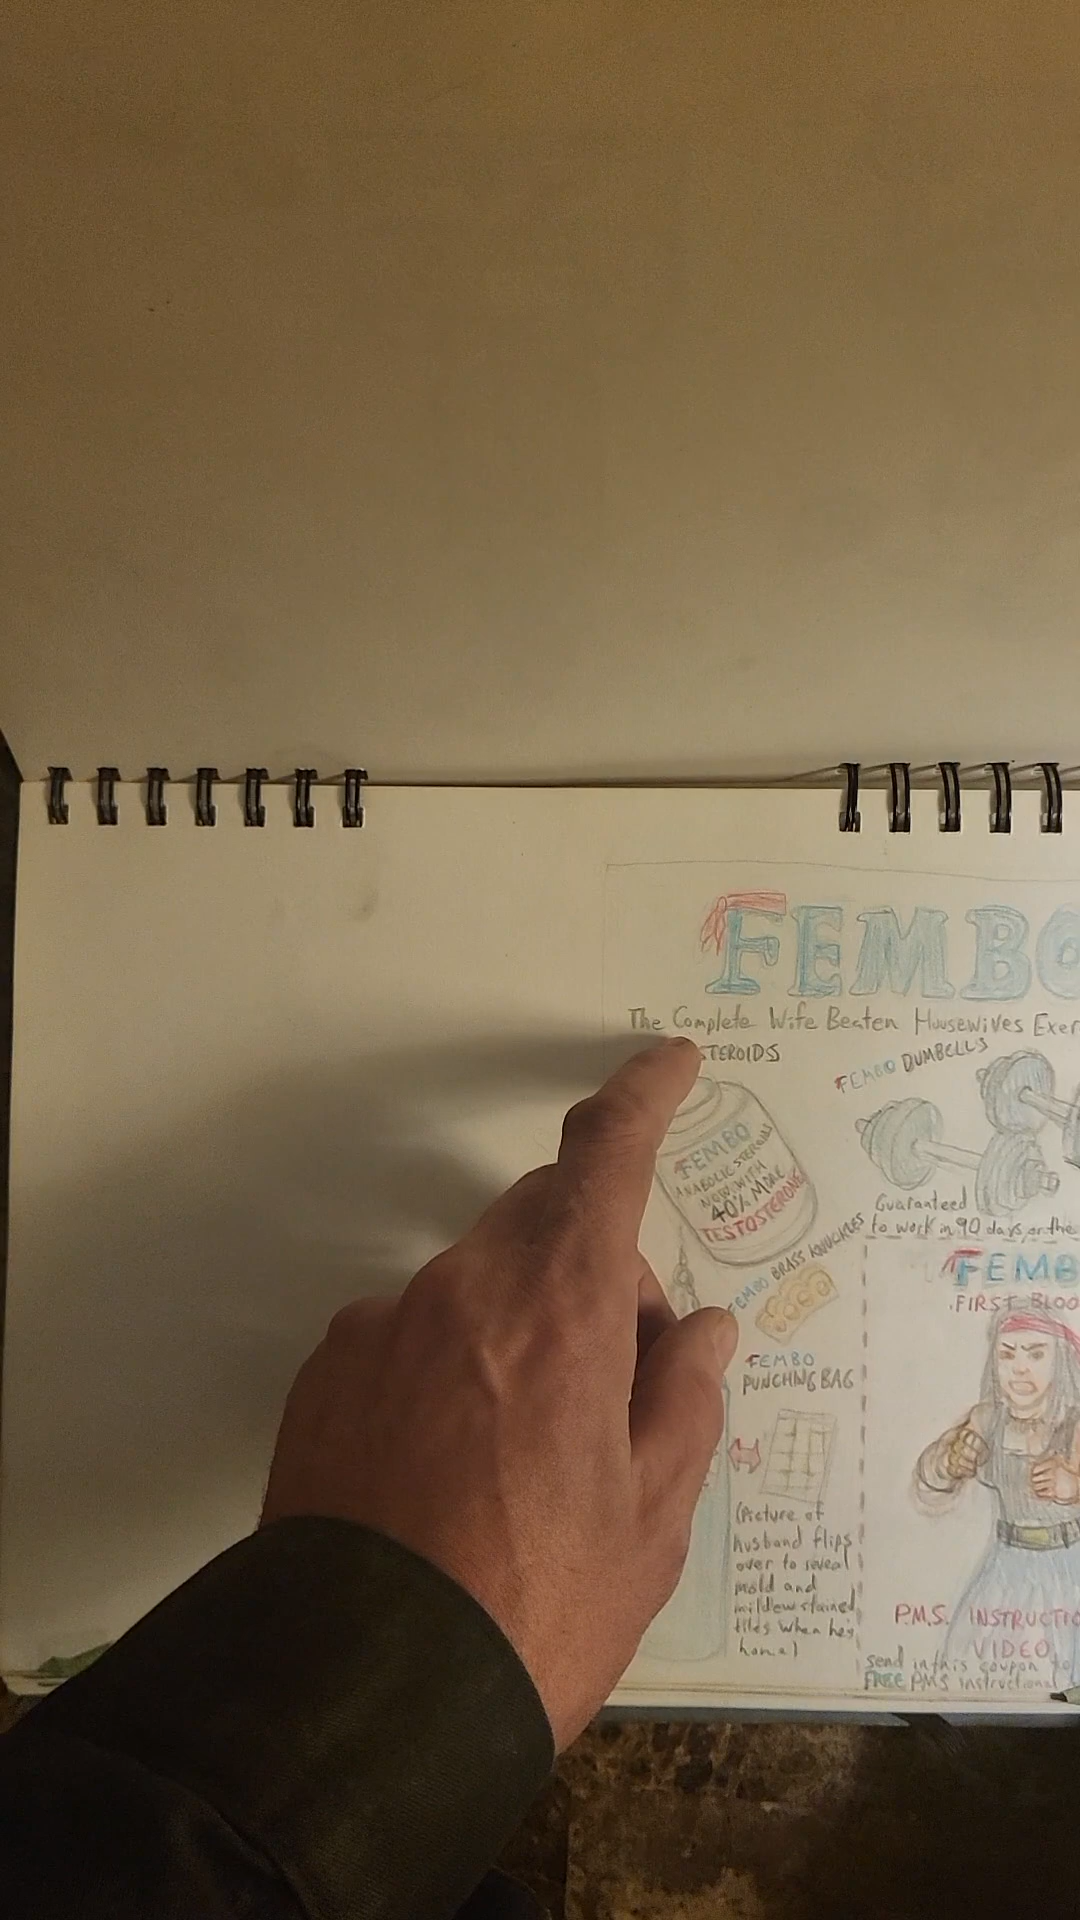 FEMBO
The Complete Wife Beaten Housewives Exer
STEROIDS
FEMBO DUMBELLS
FEMBO
ANABOLIC STEROIDS
NOW WITH
40% MORE
TESTOSTERONE
Guaranteed
to work in 90 days, or the
FEMBO BRASS KNUCKLES
FEMBO
PUNCHING BAG
(Picture of
husband flips
over to reveal
mold and
mildew stained
tiles when he's
home)
FEMB
FIRST BLOO
P.M.S. INSTRUCTIO
VIDEO
send in this coupon to
FREE PMS instructional